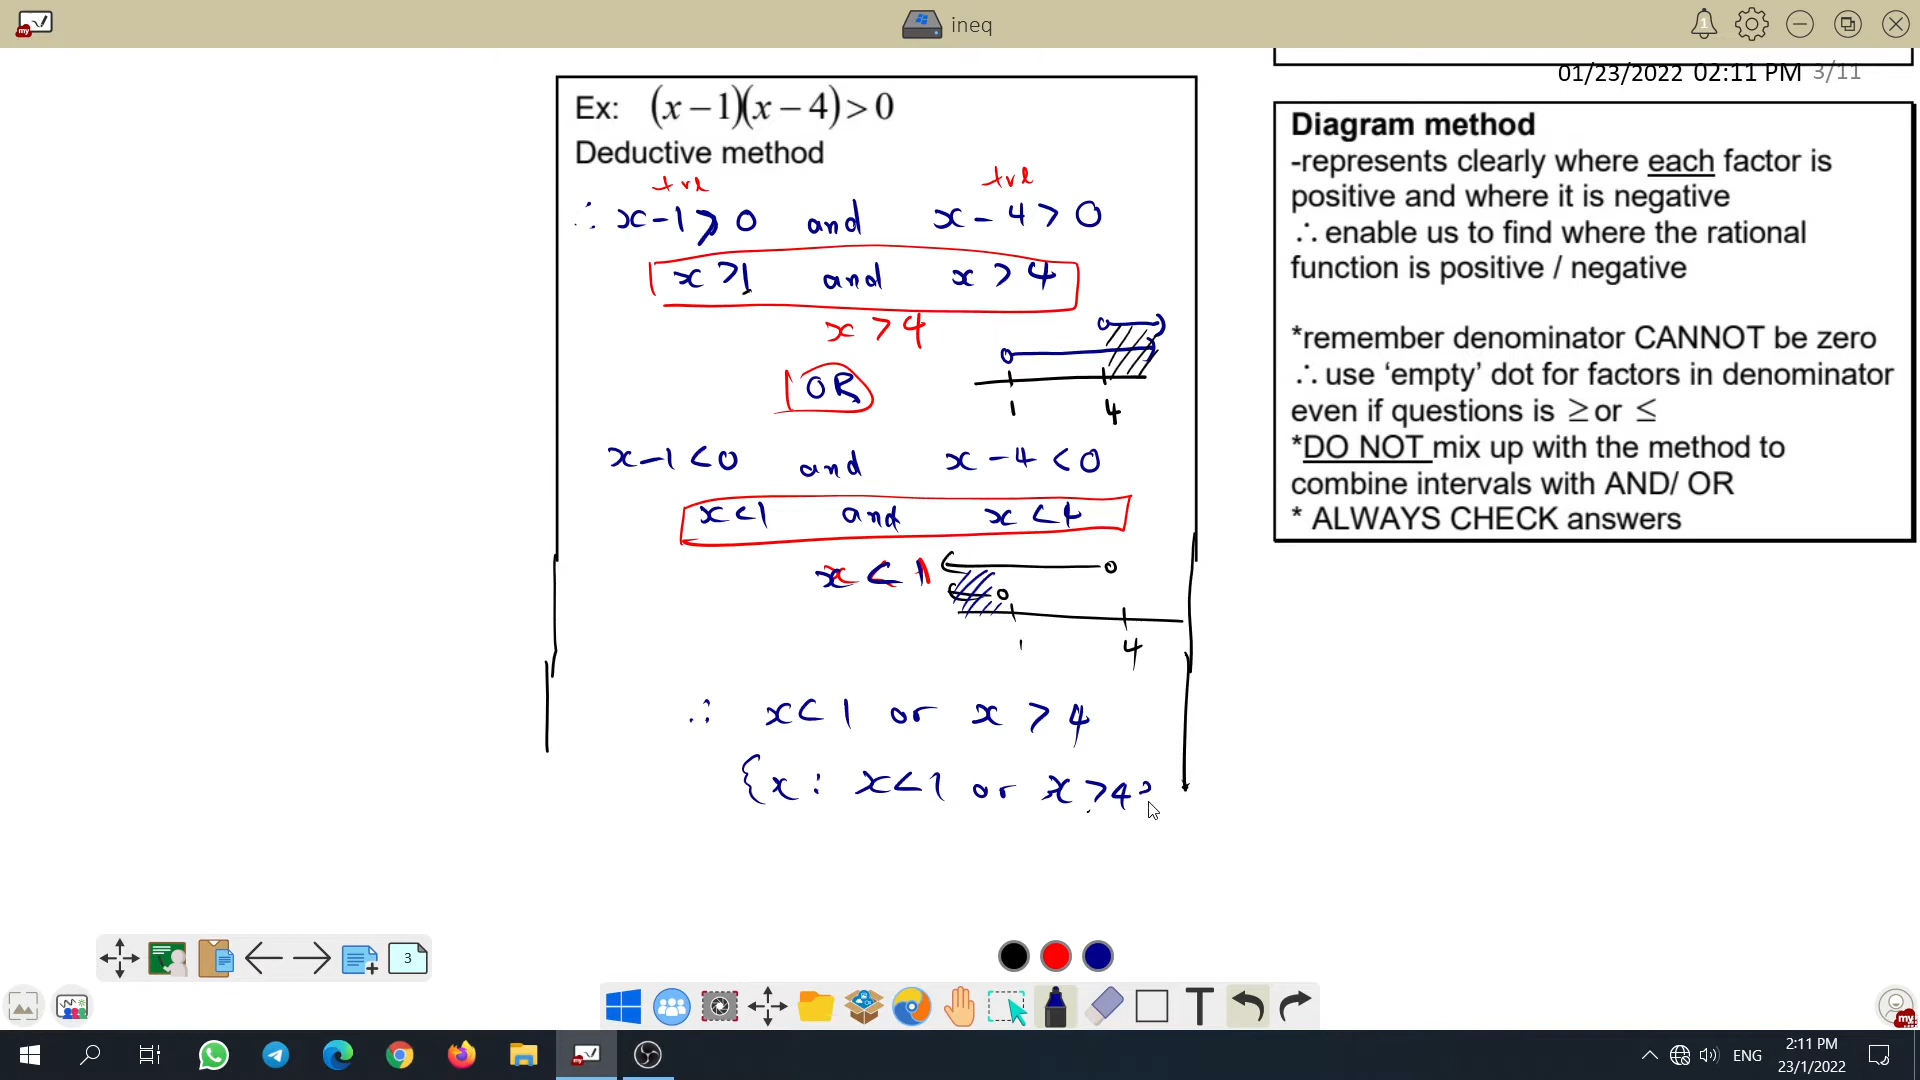 ineq
01/23/2022 02:11 PM 3/11
Ex: (x − 1)(x − 4) > 0
Deductive method
+ve +ve
∴ x−1 > 0 and x − 4 > 0
x > 1 and x > 4
x > 4
OR
1 4
x−1 < 0 and x − 4 < 0
x < 1 and x < 4
x < 1
1 4
∴ x < 1 or x > 4
{x : x < 1 or x > 4}
Diagram method
-represents clearly where each factor is
positive and where it is negative
∴ enable us to find where the rational
function is positive / negative
*remember denominator CANNOT be zero
∴ use ‘empty’ dot for factors in denominator
even if questions is ≥ or ≤
*DO NOT mix up with the method to
combine intervals with AND/ OR
* ALWAYS CHECK answers
3
T
ENG
2:11 PM
23/1/2022